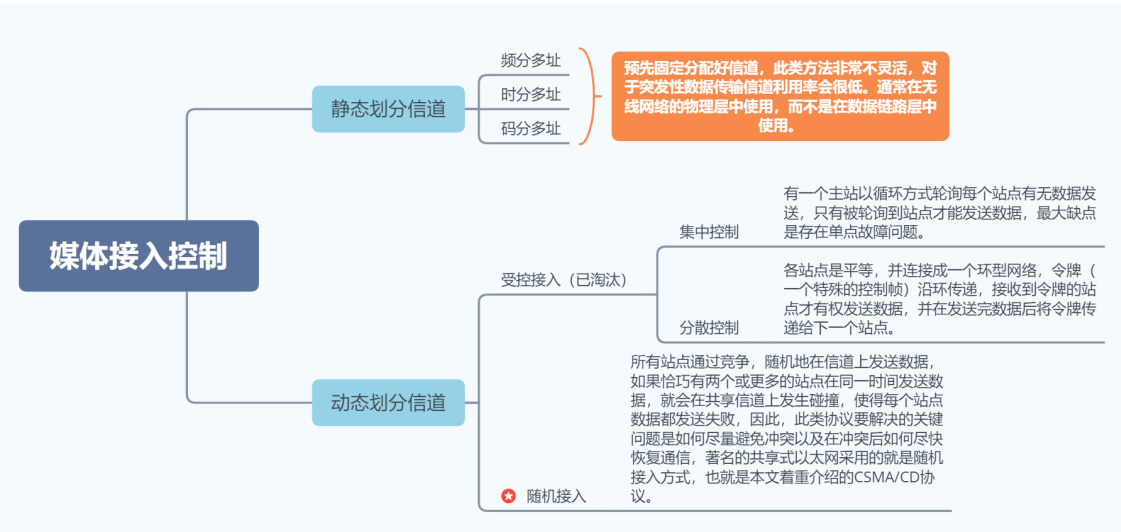 媒体接入控制
静态划分信道
频分多址
时分多址
码分多址
预先固定分配好信道，此类方法非常不灵活，对
于突发性数据传输信道利用率会很低。通常在无
线网络的物理层中使用，而不是在数据链路层中
使用。
动态划分信道
受控接入（已淘汰）
集中控制
有一个主站以循环方式轮询每个站点有无数据发
送，只有被轮询到站点才能发送数据，最大缺点
是存在单点故障问题。
分散控制
各站点是平等，并连接成一个环型网络，令牌（
一个特殊的控制帧）沿环传递，接收到令牌的站
点才有权发送数据，并在发送完数据后将令牌传
递给下一个站点。
随机接入
所有站点通过竞争，随机地在信道上发送数据，
如果恰巧有两个或更多的站点在同一时间发送数
据，就会在共享信道上发生碰撞，使得每个站点
数据都发送失败，因此，此类协议要解决的关键
问题是如何尽量避免冲突以及在冲突后如何尽快
恢复通信，著名的共享式以太网采用的就是随机
接入方式，也就是本文着重介绍的CSMA/CD协
议。